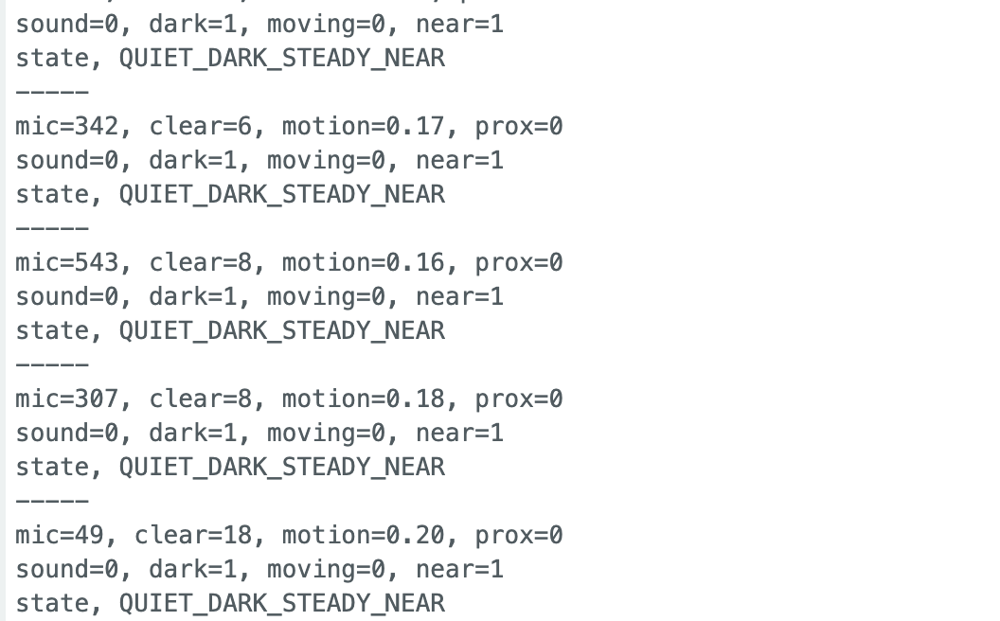 sound=0, dark=1, moving=0, near=1
state, QUIET_DARK_STEADY_NEAR
-----
mic=342, clear=6, motion=0.17, prox=0
sound=0, dark=1, moving=0, near=1
state, QUIET_DARK_STEADY_NEAR
-----
mic=543, clear=8, motion=0.16, prox=0
sound=0, dark=1, moving=0, near=1
state, QUIET_DARK_STEADY_NEAR
-----
mic=307, clear=8, motion=0.18, prox=0
sound=0, dark=1, moving=0, near=1
state, QUIET_DARK_STEADY_NEAR
-----
mic=49, clear=18, motion=0.20, prox=0
sound=0, dark=1, moving=0, near=1
state, QUIET_DARK_STEADY_NEAR